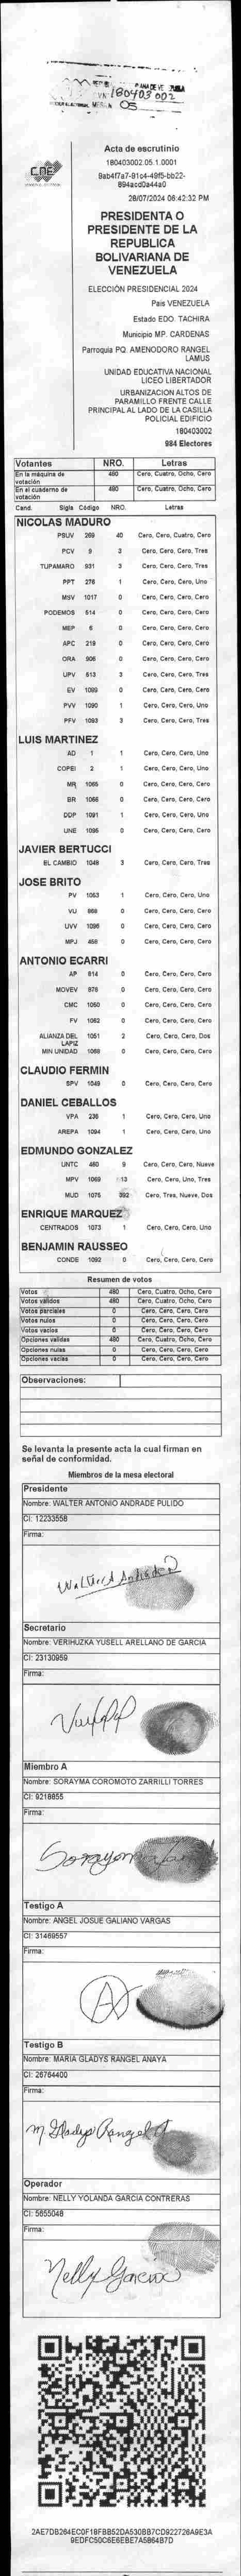 180403 002
05
CNE
Acta de escrutinio
180403002.05.1.0001
9ab4f7a7-91c4-49f5-bb22-
894acd0a44a0
28/07/2024 06:42:32 PM
PRESIDENTA O
PRESIDENTE DE LA
REPUBLICA
BOLIVARIANA DE
VENEZUELA
ELECCIÓN PRESIDENCIAL 2024
Pais VENEZUELA
Estado EDO. TACHIRA
Municipio MP. CARDENAS
Parroquia PQ. AMENODORO RANGEL
LAMUS
UNIDAD EDUCATIVA NACIONAL
LICEO LIBERTADOR
URBANIZACION ALTOS DE
PARAMILLO FRENTE CALLE
PRINCIPAL AL LADO DE LA CASILLA
POLICIAL EDIFICIO
180403002
984 Electores
Votantes NRO. Letras
En la máquina de votación 480 Cero, Cuatro, Ocho, Cero
En el cuaderno de votación 480 Cero, Cuatro, Ocho, Cero
Cand. Sigla Código NRO. Letras
NICOLAS MADURO
PSUV 269 40 Cero, Cero, Cuatro, Cero
PCV 9 3 Cero, Cero, Cero, Tres
TUPAMARO 931 3 Cero, Cero, Cero, Tres
PPT 276 1 Cero, Cero, Cero, Uno
MSV 1017 0 Cero, Cero, Cero, Cero
PODEMOS 514 0 Cero, Cero, Cero, Cero
MEP 6 0 Cero, Cero, Cero, Cero
APC 219 0 Cero, Cero, Cero, Cero
ORA 906 0 Cero, Cero, Cero, Cero
UPV 513 3 Cero, Cero, Cero, Tres
EV 1089 0 Cero, Cero, Cero, Cero
PVV 1090 1 Cero, Cero, Cero, Uno
PFV 1093 3 Cero, Cero, Cero, Tres
LUIS MARTINEZ
AD 1 1 Cero, Cero, Cero, Uno
COPEI 2 1 Cero, Cero, Cero, Uno
MR 1065 0 Cero, Cero, Cero, Cero
BR 1066 0 Cero, Cero, Cero, Cero
DDP 1091 1 Cero, Cero, Cero, Uno
UNE 1095 0 Cero, Cero, Cero, Cero
JAVIER BERTUCCI
EL CAMBIO 1048 3 Cero, Cero, Cero, Tres
JOSE BRITO
PV 1053 1 Cero, Cero, Cero, Uno
VU 868 0 Cero, Cero, Cero, Cero
UVV 1096 0 Cero, Cero, Cero, Cero
MPJ 458 0 Cero, Cero, Cero, Cero
ANTONIO ECARRI
AP 614 0 Cero, Cero, Cero, Cero
MOVEV 876 0 Cero, Cero, Cero, Cero
CMC 1050 0 Cero, Cero, Cero, Cero
FV 1062 0 Cero, Cero, Cero, Cero
ALIANZA DEL LAPIZ 1051 2 Cero, Cero, Cero, Dos
MIN UNIDAD 1068 0 Cero, Cero, Cero, Cero
CLAUDIO FERMIN
SPV 1049 0 Cero, Cero, Cero, Cero
DANIEL CEBALLOS
VPA 236 1 Cero, Cero, Cero, Uno
AREPA 1094 1 Cero, Cero, Cero, Uno
EDMUNDO GONZALEZ
UNTC 460 9 Cero, Cero, Cero, Nueve
MPV 1069 13 Cero, Cero, Uno, Tres
MUD 1075 392 Cero, Tres, Nueve, Dos
ENRIQUE MARQUEZ
CENTRADOS 1073 1 Cero, Cero, Cero, Uno
BENJAMIN RAUSSEO
CONDE 1092 0 Cero, Cero, Cero, Cero
Resumen de votos
Votos 480 Cero, Cuatro, Ocho, Cero
Votos válidos 480 Cero, Cuatro, Ocho, Cero
Votos parciales 0 Cero, Cero, Cero, Cero
Votos nulos 0 Cero, Cero, Cero, Cero
Votos vacios 0 Cero, Cero, Cero, Cero
Opciones validas 480 Cero, Cuatro, Ocho, Cero
Opciones nulas 0 Cero, Cero, Cero, Cero
Opciones vacias 0 Cero, Cero, Cero, Cero
Observaciones:
Se levanta la presente acta la cual firman en
señal de conformidad.
Miembros de la mesa electoral
Presidente
Nombre: WALTER ANTONIO ANDRADE PULIDO
CI: 12233558
Firma:
Walter A Andrade
Secretario
Nombre: VERIHUZKA YUSELL ARELLANO DE GARCIA
CI: 23130959
Firma:
Miembro A
Nombre: SORAYMA COROMOTO ZARRILLI TORRES
CI: 9218655
Firma:
Testigo A
Nombre: ANGEL JOSUE GALIANO VARGAS
CI: 31469557
Firma:
A
Testigo B
Nombre: MARIA GLADYS RANGEL ANAYA
CI: 26764400
Firma:
M. Gladys Rangel A
Operador
Nombre: NELLY YOLANDA GARCIA CONTRERAS
CI: 5655048
Firma:
Nelly Garcia
2AE7DB264EC0F18FBB52DA530BB7CD922726A9E3A
9EDFC50C6E6EBE7A5864B7D